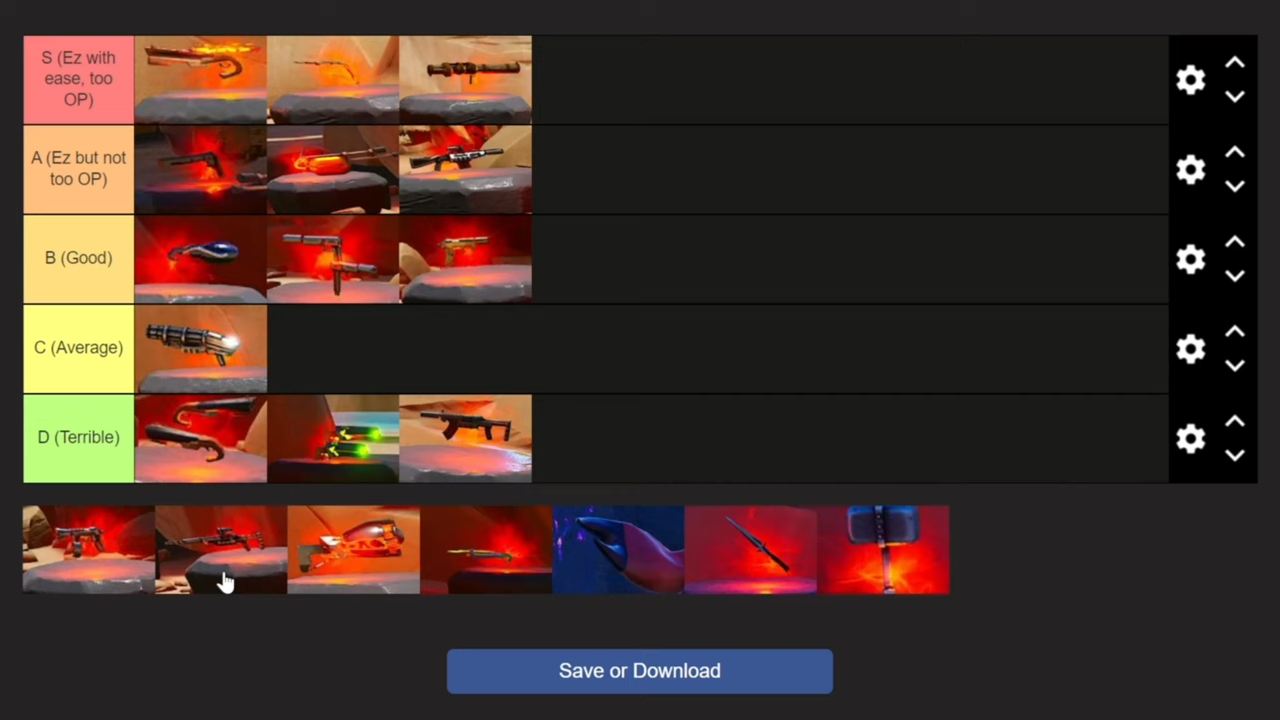 S (Ez with
ease, too
OP)
A (Ez but not
too OP)
B (Good)
C (Average)
D (Terrible)
Save or Download